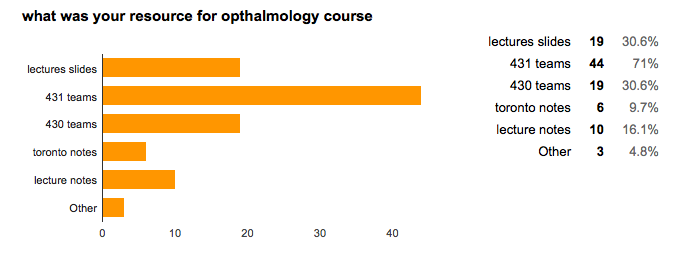 what was your resource for opthalmology course
lectures slides
431 teams
430 teams
toronto notes
lecture notes
Other
0 10 20 30 40
lectures slides 19 30.6%
431 teams 44 71%
430 teams 19 30.6%
toronto notes 6 9.7%
lecture notes 10 16.1%
Other 3 4.8%